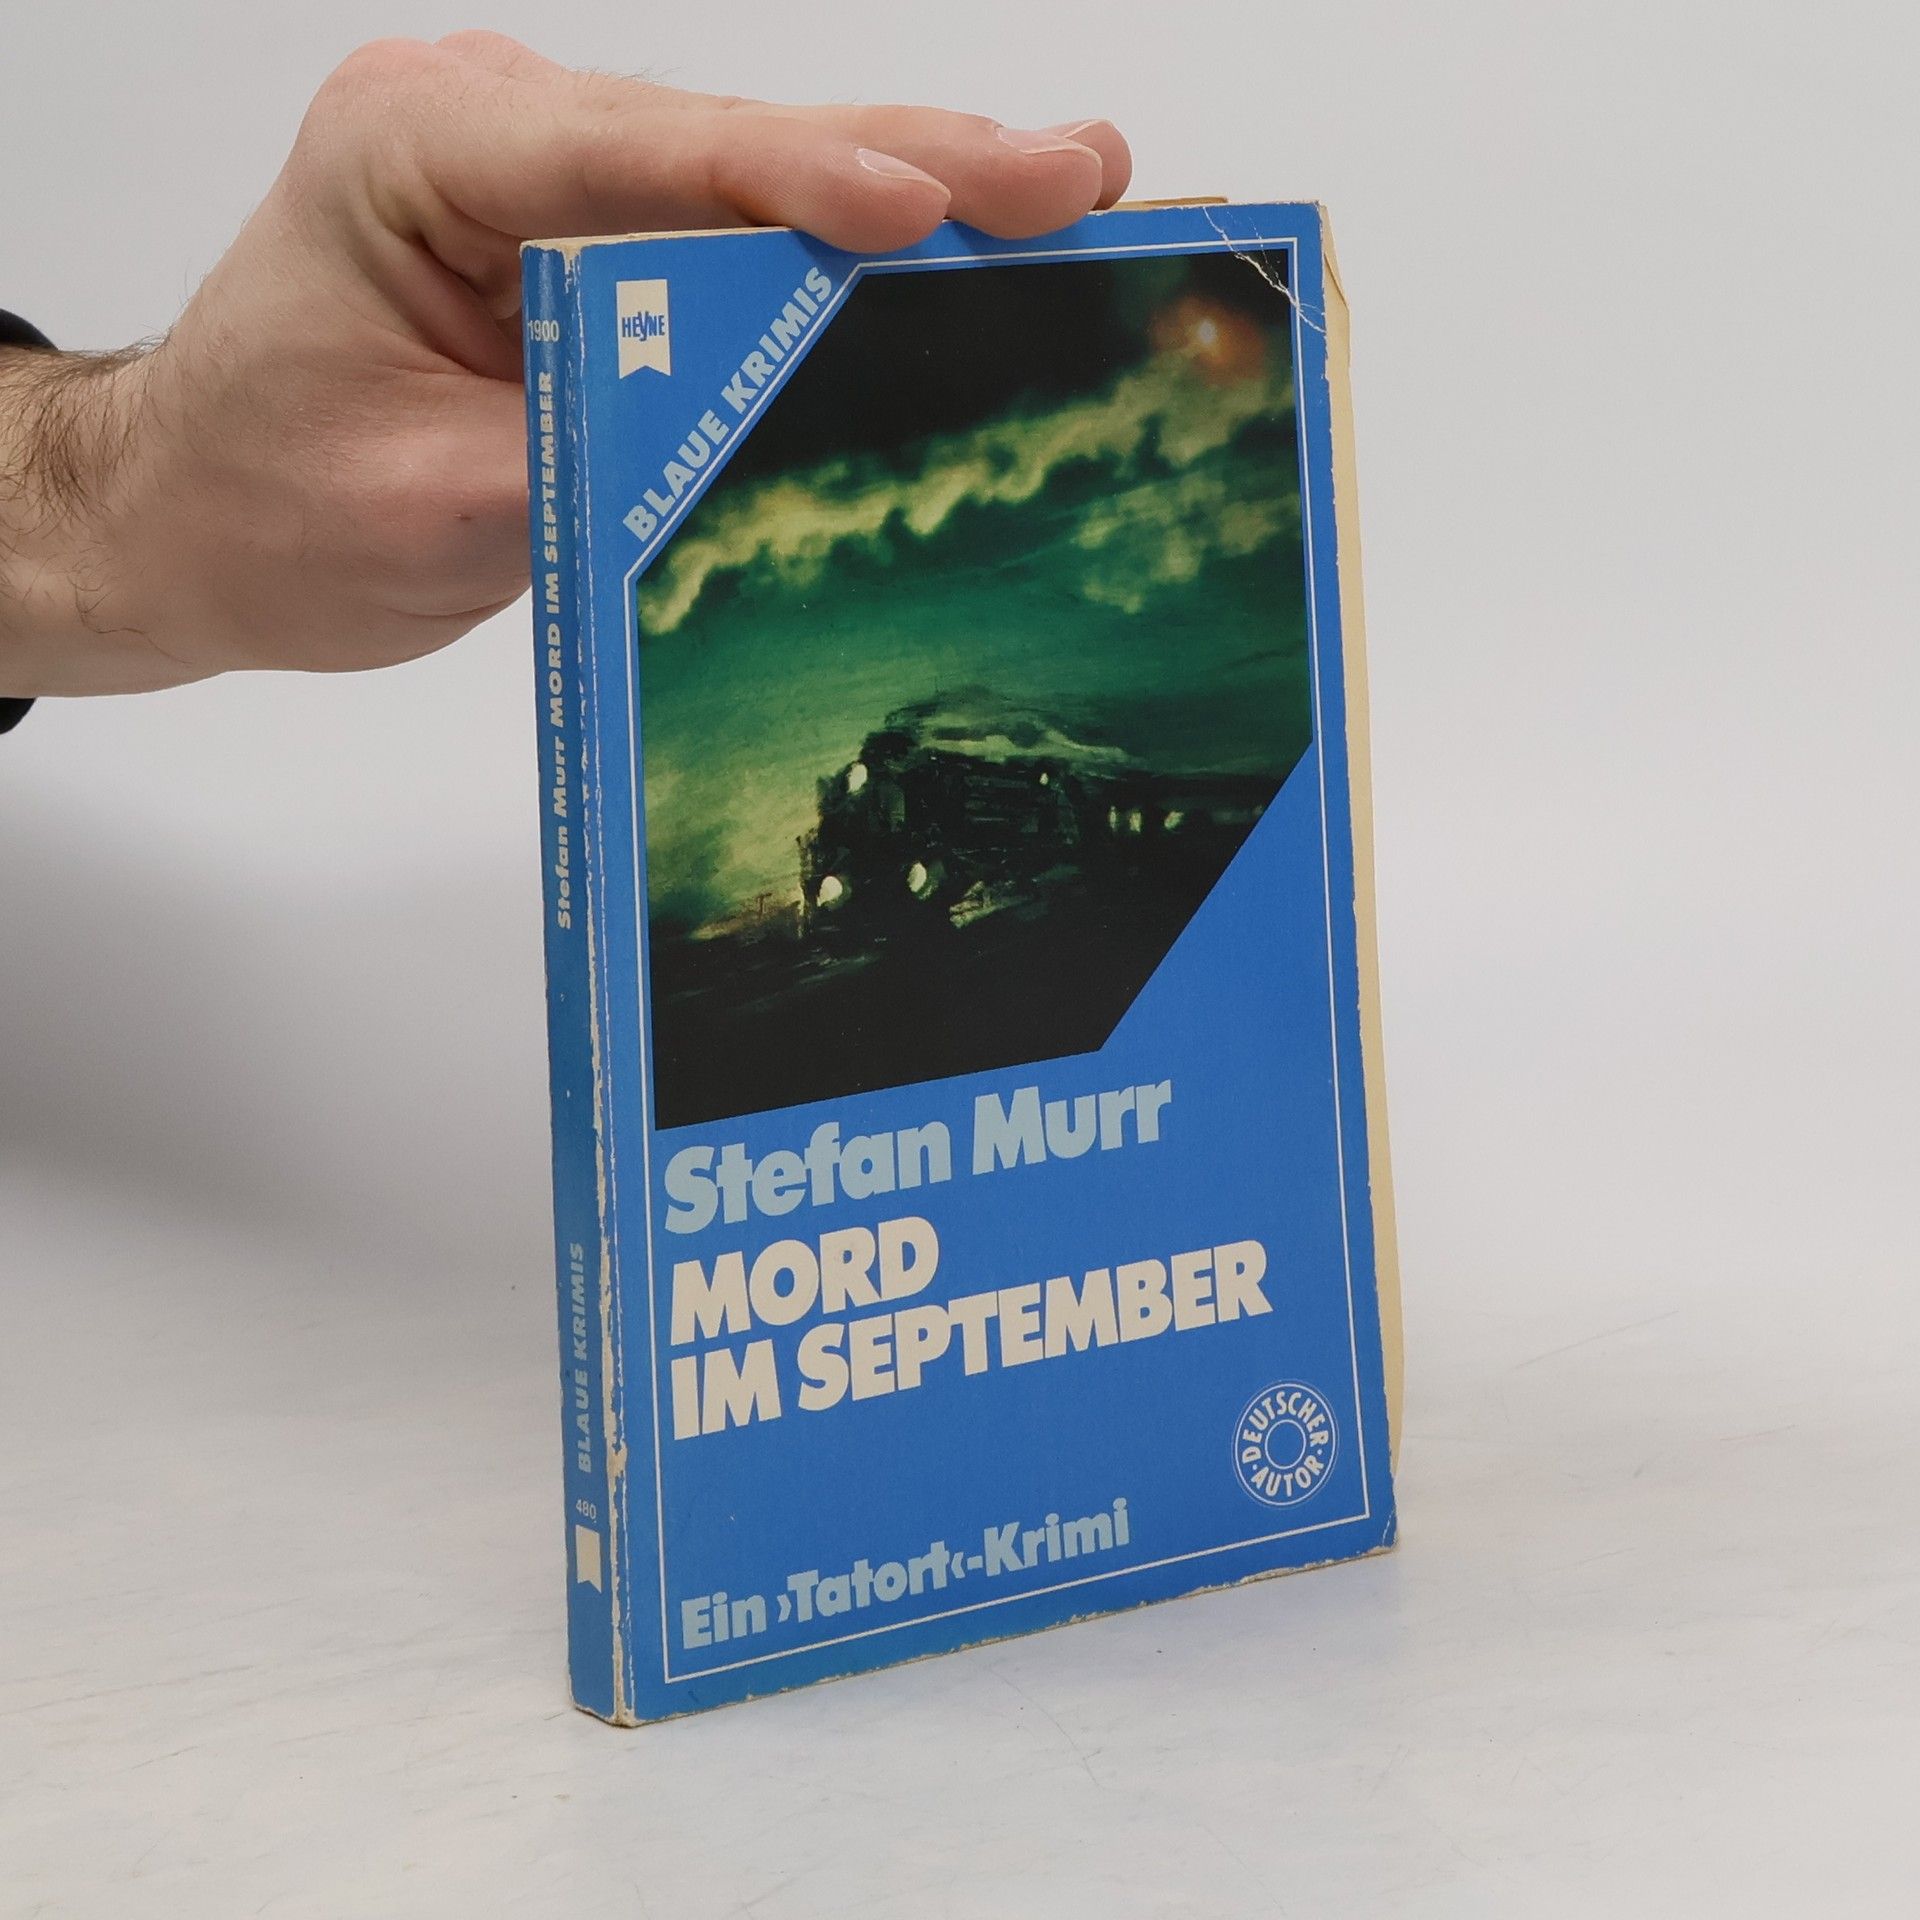 1900
Stefan Murr MORD IM SEPTEMBER
BLAUE KRIMIS
480
HEYNE
BLAUE KRIMIS
Stefan Murr
MORD
IM SEPTEMBER
DEUTSCHER
AUTOR
Ein ›Tatort‹-Krimi